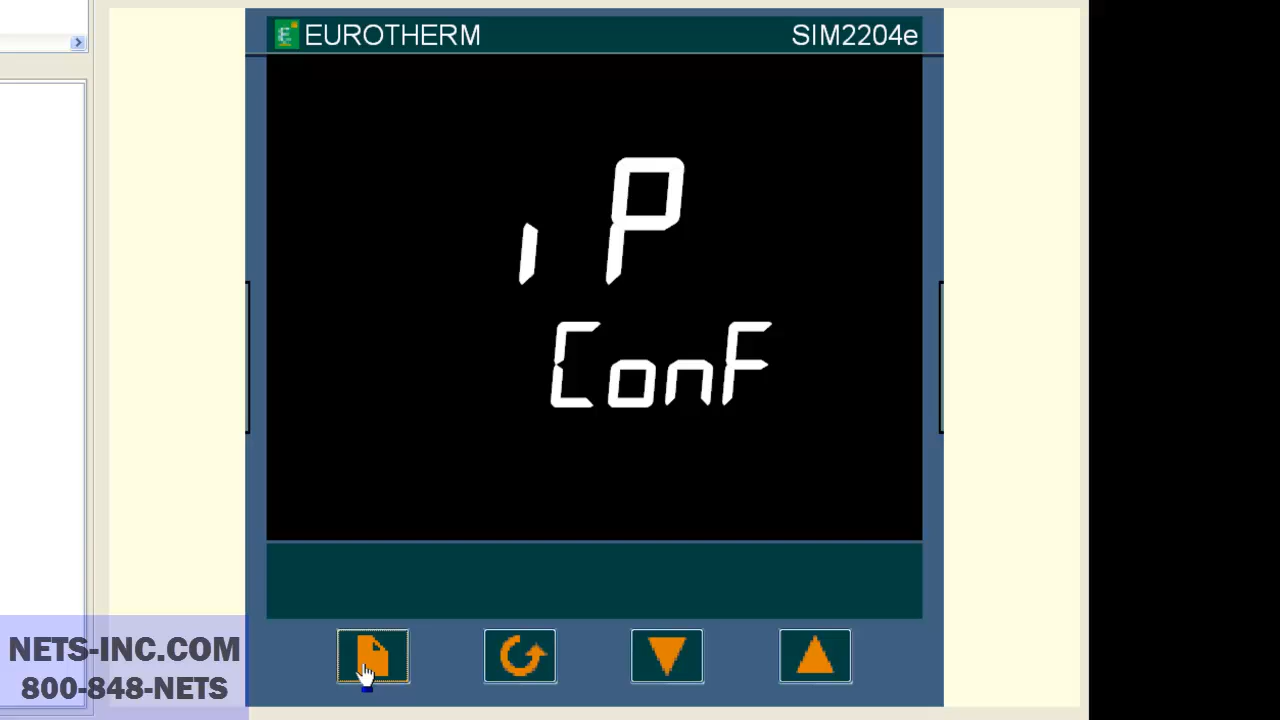 EUROTHERM SIM2204e
iP
ConF
NETS-INC.COM
800-848-NETS